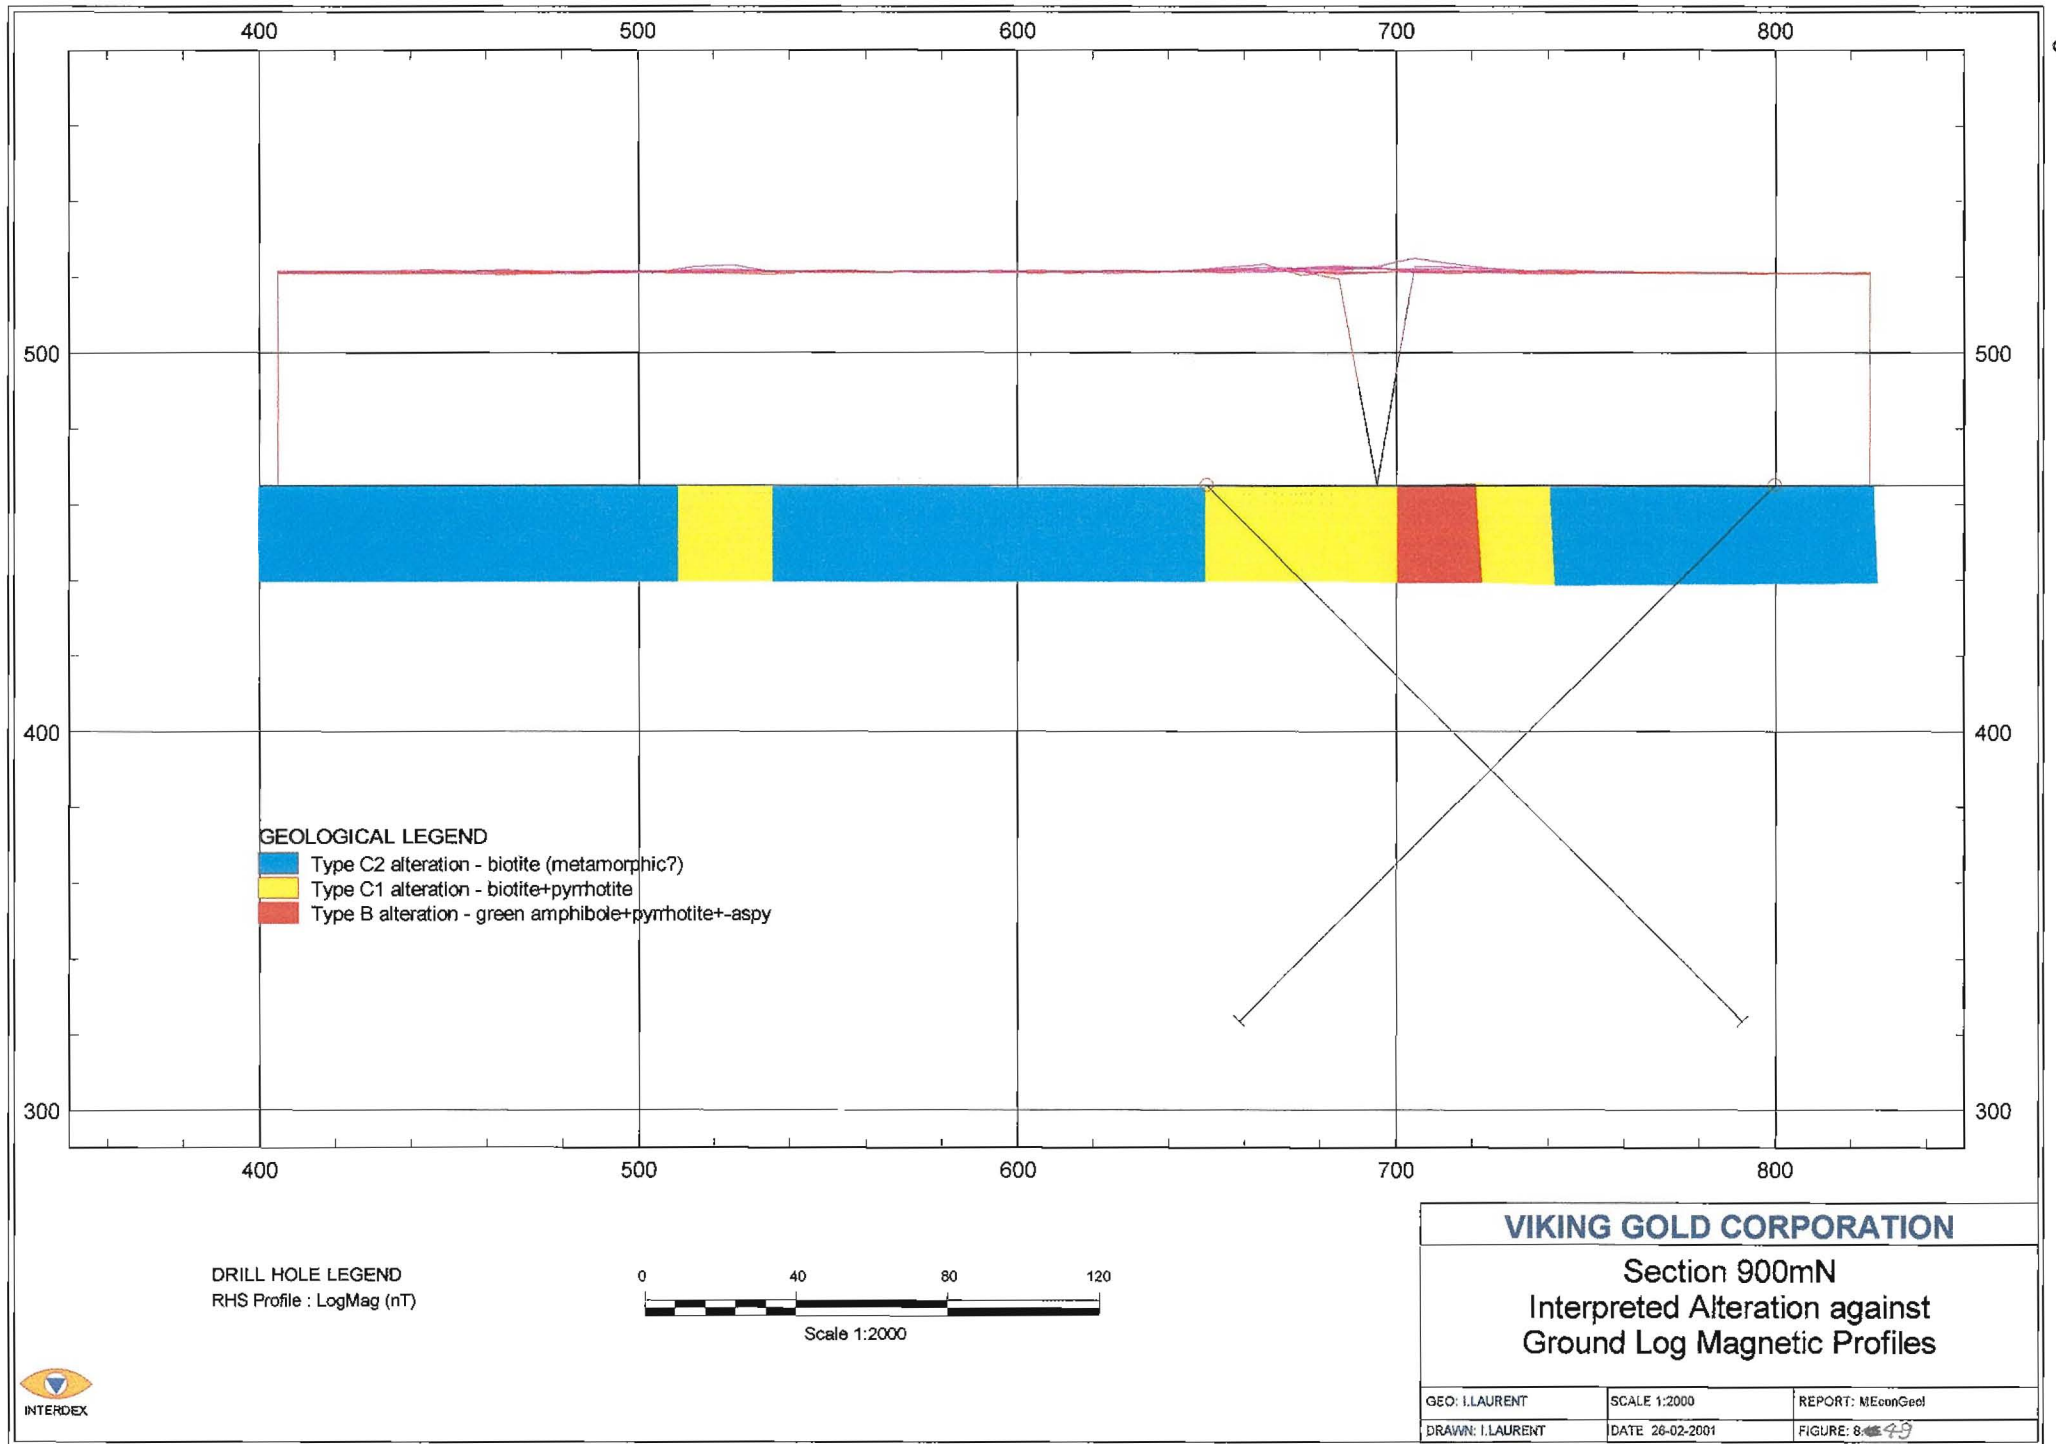 400 500 600 700 800
500 500
400 400
GEOLOGICAL LEGEND
Type C2 alteration - biotite (metamorphic?)
Type C1 alteration - biotite+pyrrhotite
Type B alteration - green amphibole+pyrrhotite+-aspy
300 300
400 500 600 700 800
DRILL HOLE LEGEND
RHS Profile : LogMag (nT)
0 40 80 120
Scale 1:2000
VIKING GOLD CORPORATION
Section 900mN
Interpreted Alteration against
Ground Log Magnetic Profiles
GEO: I.LAURENT SCALE 1:2000 REPORT: MEconGeol
DRAWN: I.LAURENT DATE 26-02-2001 FIGURE: 8. 49
INTERDEX